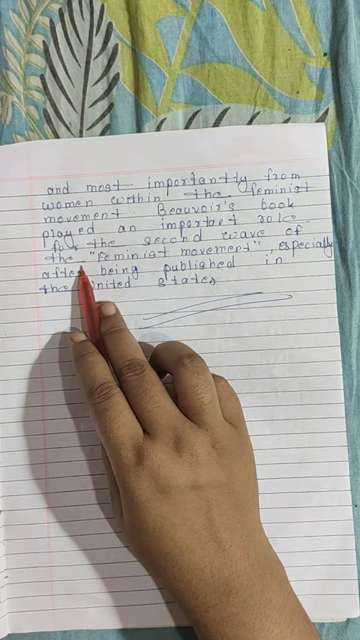 and most importantly from
women within the feminist
movement. Beauvoir's book
played an important role
for the second wave of
the "Feminist movement", especially
after being published in
the United states